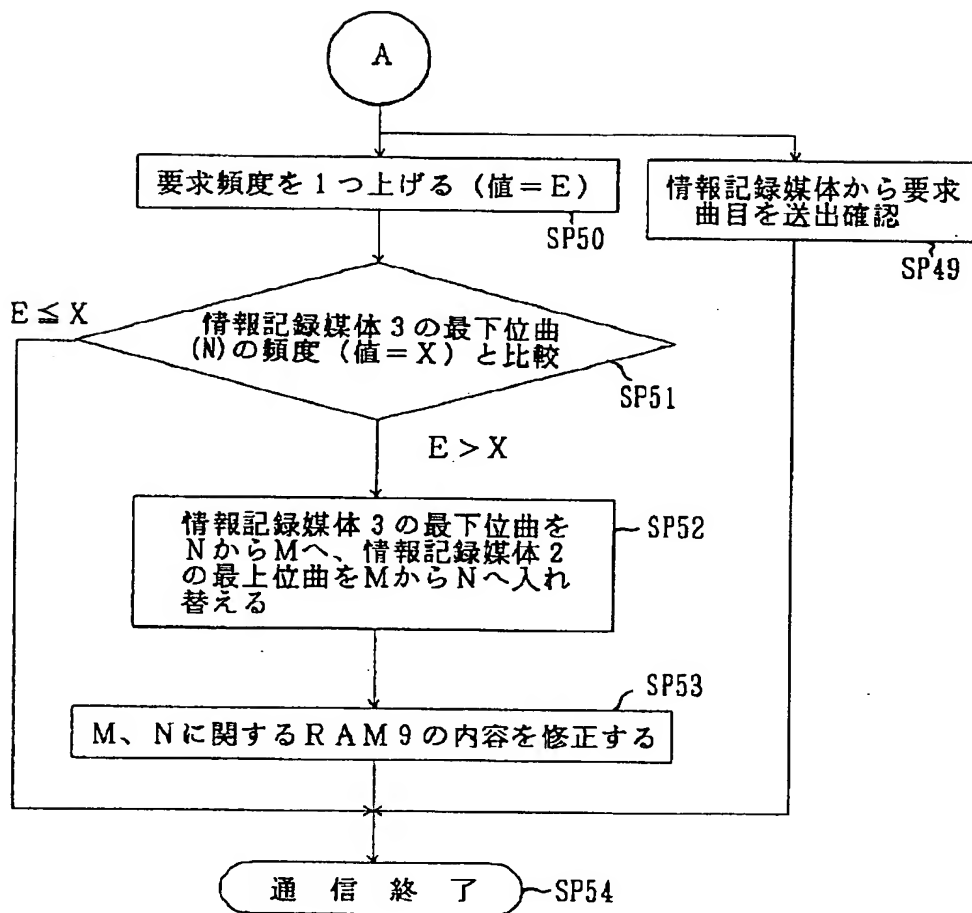 A
要求頻度を1つ上げる(値=E)
SP50
情報記録媒体から要求
曲目を送出確認
SP49
E≦X
情報記録媒体3の最下位曲
(N)の頻度(値=X)と比較
SP51
E>X
情報記録媒体3の最下位曲を
NからMへ、情報記録媒体2
の最上位曲をMからNへ入れ
替える
SP52
SP53
M、Nに関するRAM9の内容を修正する
通信終了
SP54